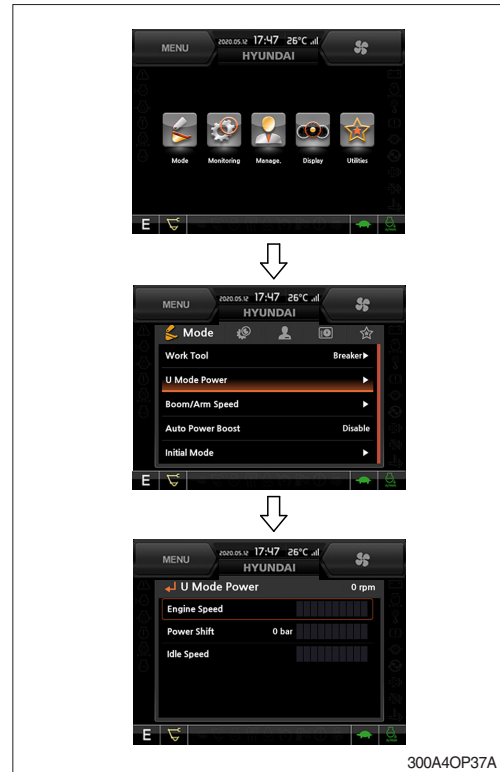 MENU 2020.05.12 17:47 26°C .ıll
HYUNDAI
Mode Monitoring Manage. Display Utilities
E
MENU 2020.05.12 17:47 26°C .ıll
HYUNDAI
Mode
Work Tool Breaker▶
U Mode Power ▶
Boom/Arm Speed ▶
Auto Power Boost Disable
Initial Mode ▶
E
MENU 2020.05.12 17:47 26°C .ıll
HYUNDAI
U Mode Power 0 rpm
Engine Speed
Power Shift 0 bar
Idle Speed
E
300A4OP37A